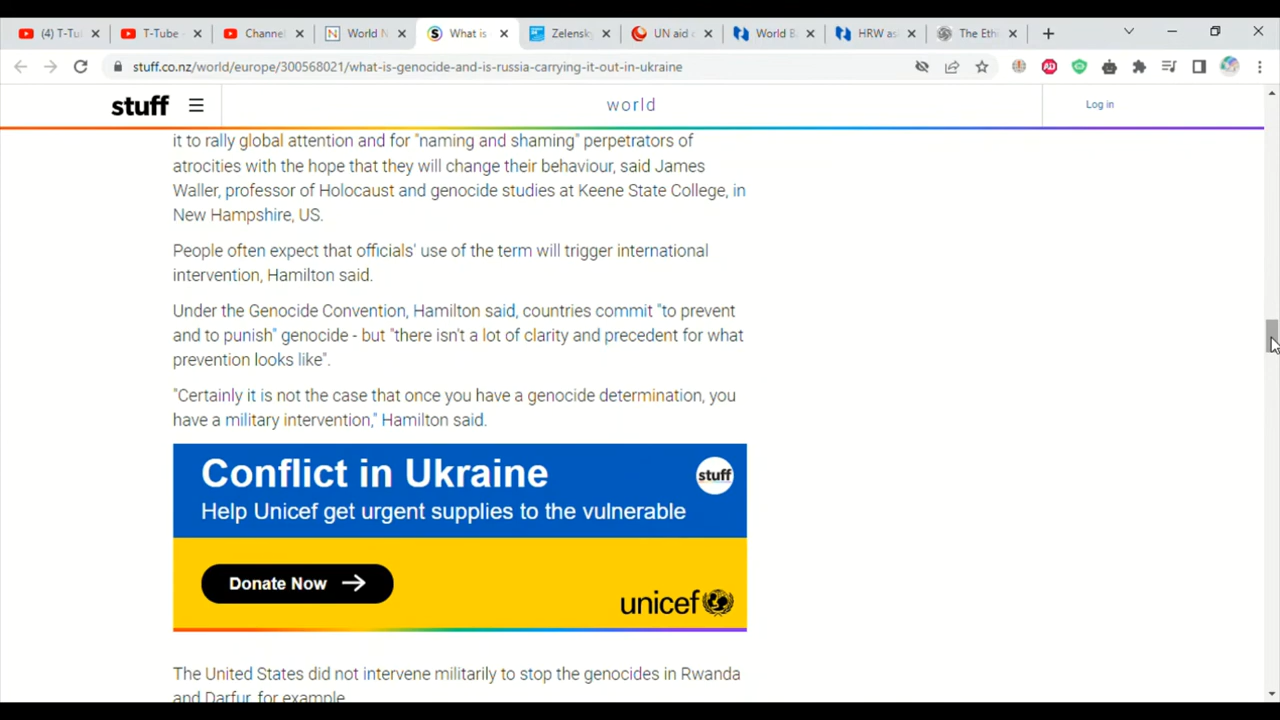 (4) T-Tu
T-Tube
Channel
World N
What is
Zelensky
UN aid c
World B
HRW as
The Ethi
stuff.co.nz/world/europe/300568021/what-is-genocide-and-is-russia-carrying-it-out-in-ukraine
stuff
world
Log in
it to rally global attention and for "naming and shaming" perpetrators of
atrocities with the hope that they will change their behaviour, said James
Waller, professor of Holocaust and genocide studies at Keene State College, in
New Hampshire, US.
People often expect that officials' use of the term will trigger international
intervention, Hamilton said.
Under the Genocide Convention, Hamilton said, countries commit "to prevent
and to punish" genocide - but "there isn't a lot of clarity and precedent for what
prevention looks like".
"Certainly it is not the case that once you have a genocide determination, you
have a military intervention," Hamilton said.
Conflict in Ukraine
stuff
Help Unicef get urgent supplies to the vulnerable
Donate Now
unicef
The United States did not intervene militarily to stop the genocides in Rwanda
and Darfur, for example.